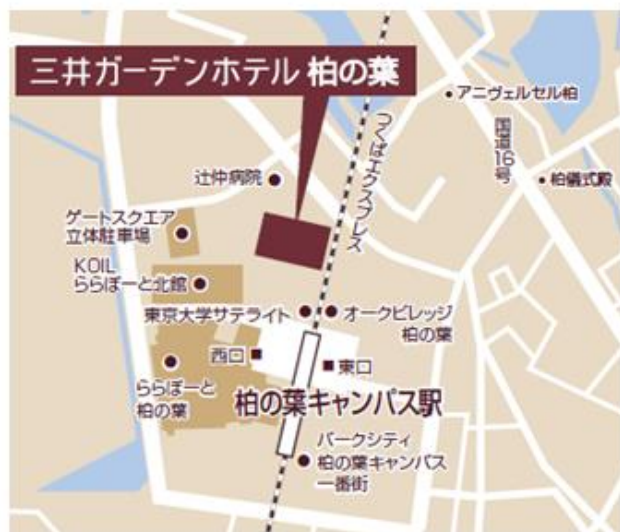 三井ガーデンホテル 柏の葉
アニヴェルセル柏
国道16号
つくばエクスプレス
柏儀式殿
辻仲病院
ゲートスクエア
立体駐車場
KOIL
ららぽーと北館
東京大学サテライト
オークビレッジ
柏の葉
西口
東口
ららぽーと
柏の葉
柏の葉キャンパス駅
パークシティ
柏の葉キャンパス
一番街